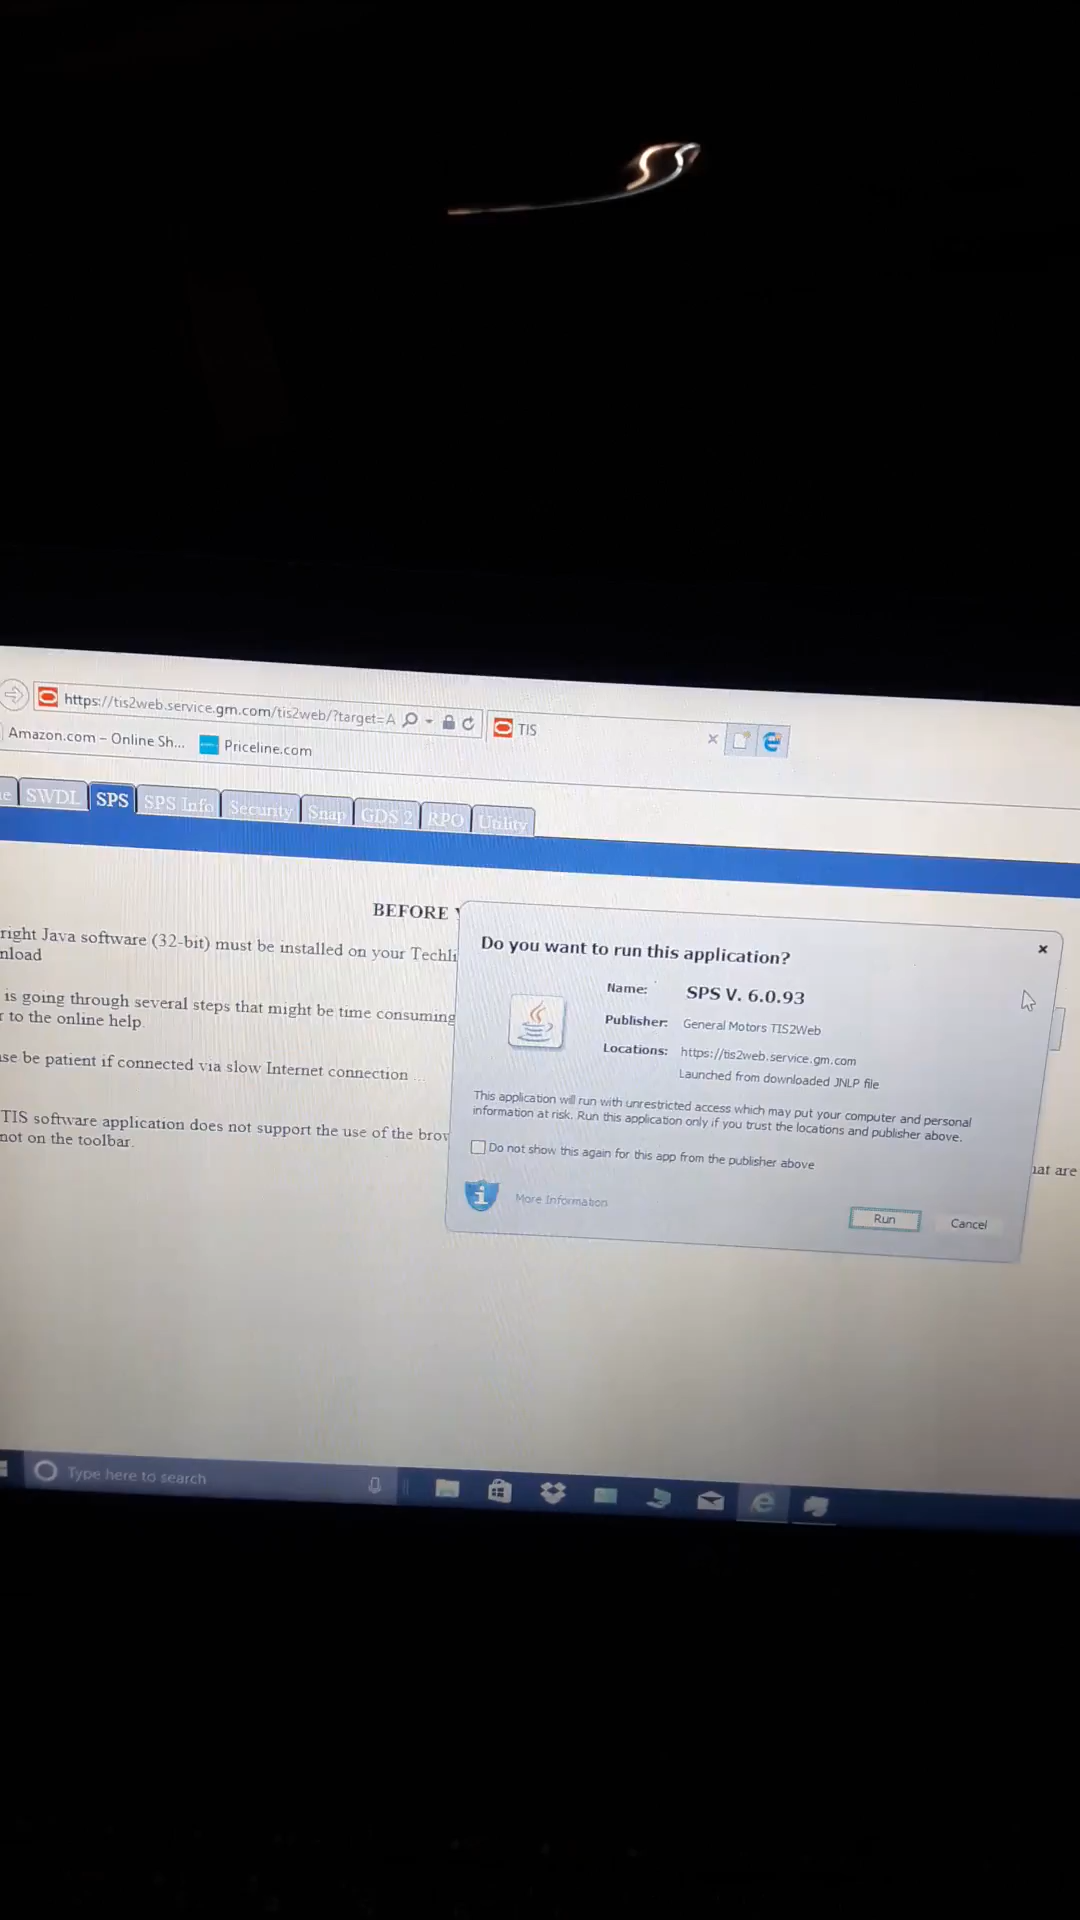 https://tis2web.service.gm.com/tis2web/?target=A
TIS
Amazon.com – Online Sh...
Priceline.com
SWDL
SPS
SPS Info
Security
Snap
GDS 2
RPO
Utility
BEFORE
right Java software (32-bit) must be installed on your
nload
is going through several steps that might be time consuming
to the online help.
se be patient if connected via slow Internet connection ...
TIS software application does not support the use of the
not on the toolbar.
at are
Do you want to run this application?
Name: SPS V. 6.0.93
Publisher: General Motors TIS2Web
Locations: https://tis2web.service.gm.com
Launched from downloaded JNLP file
This application will run with unrestricted access which may put your computer and personal
information at risk. Run this application only if you trust the locations and publisher above.
Do not show this again for this app from the publisher above
More Information
Run
Cancel
Type here to search